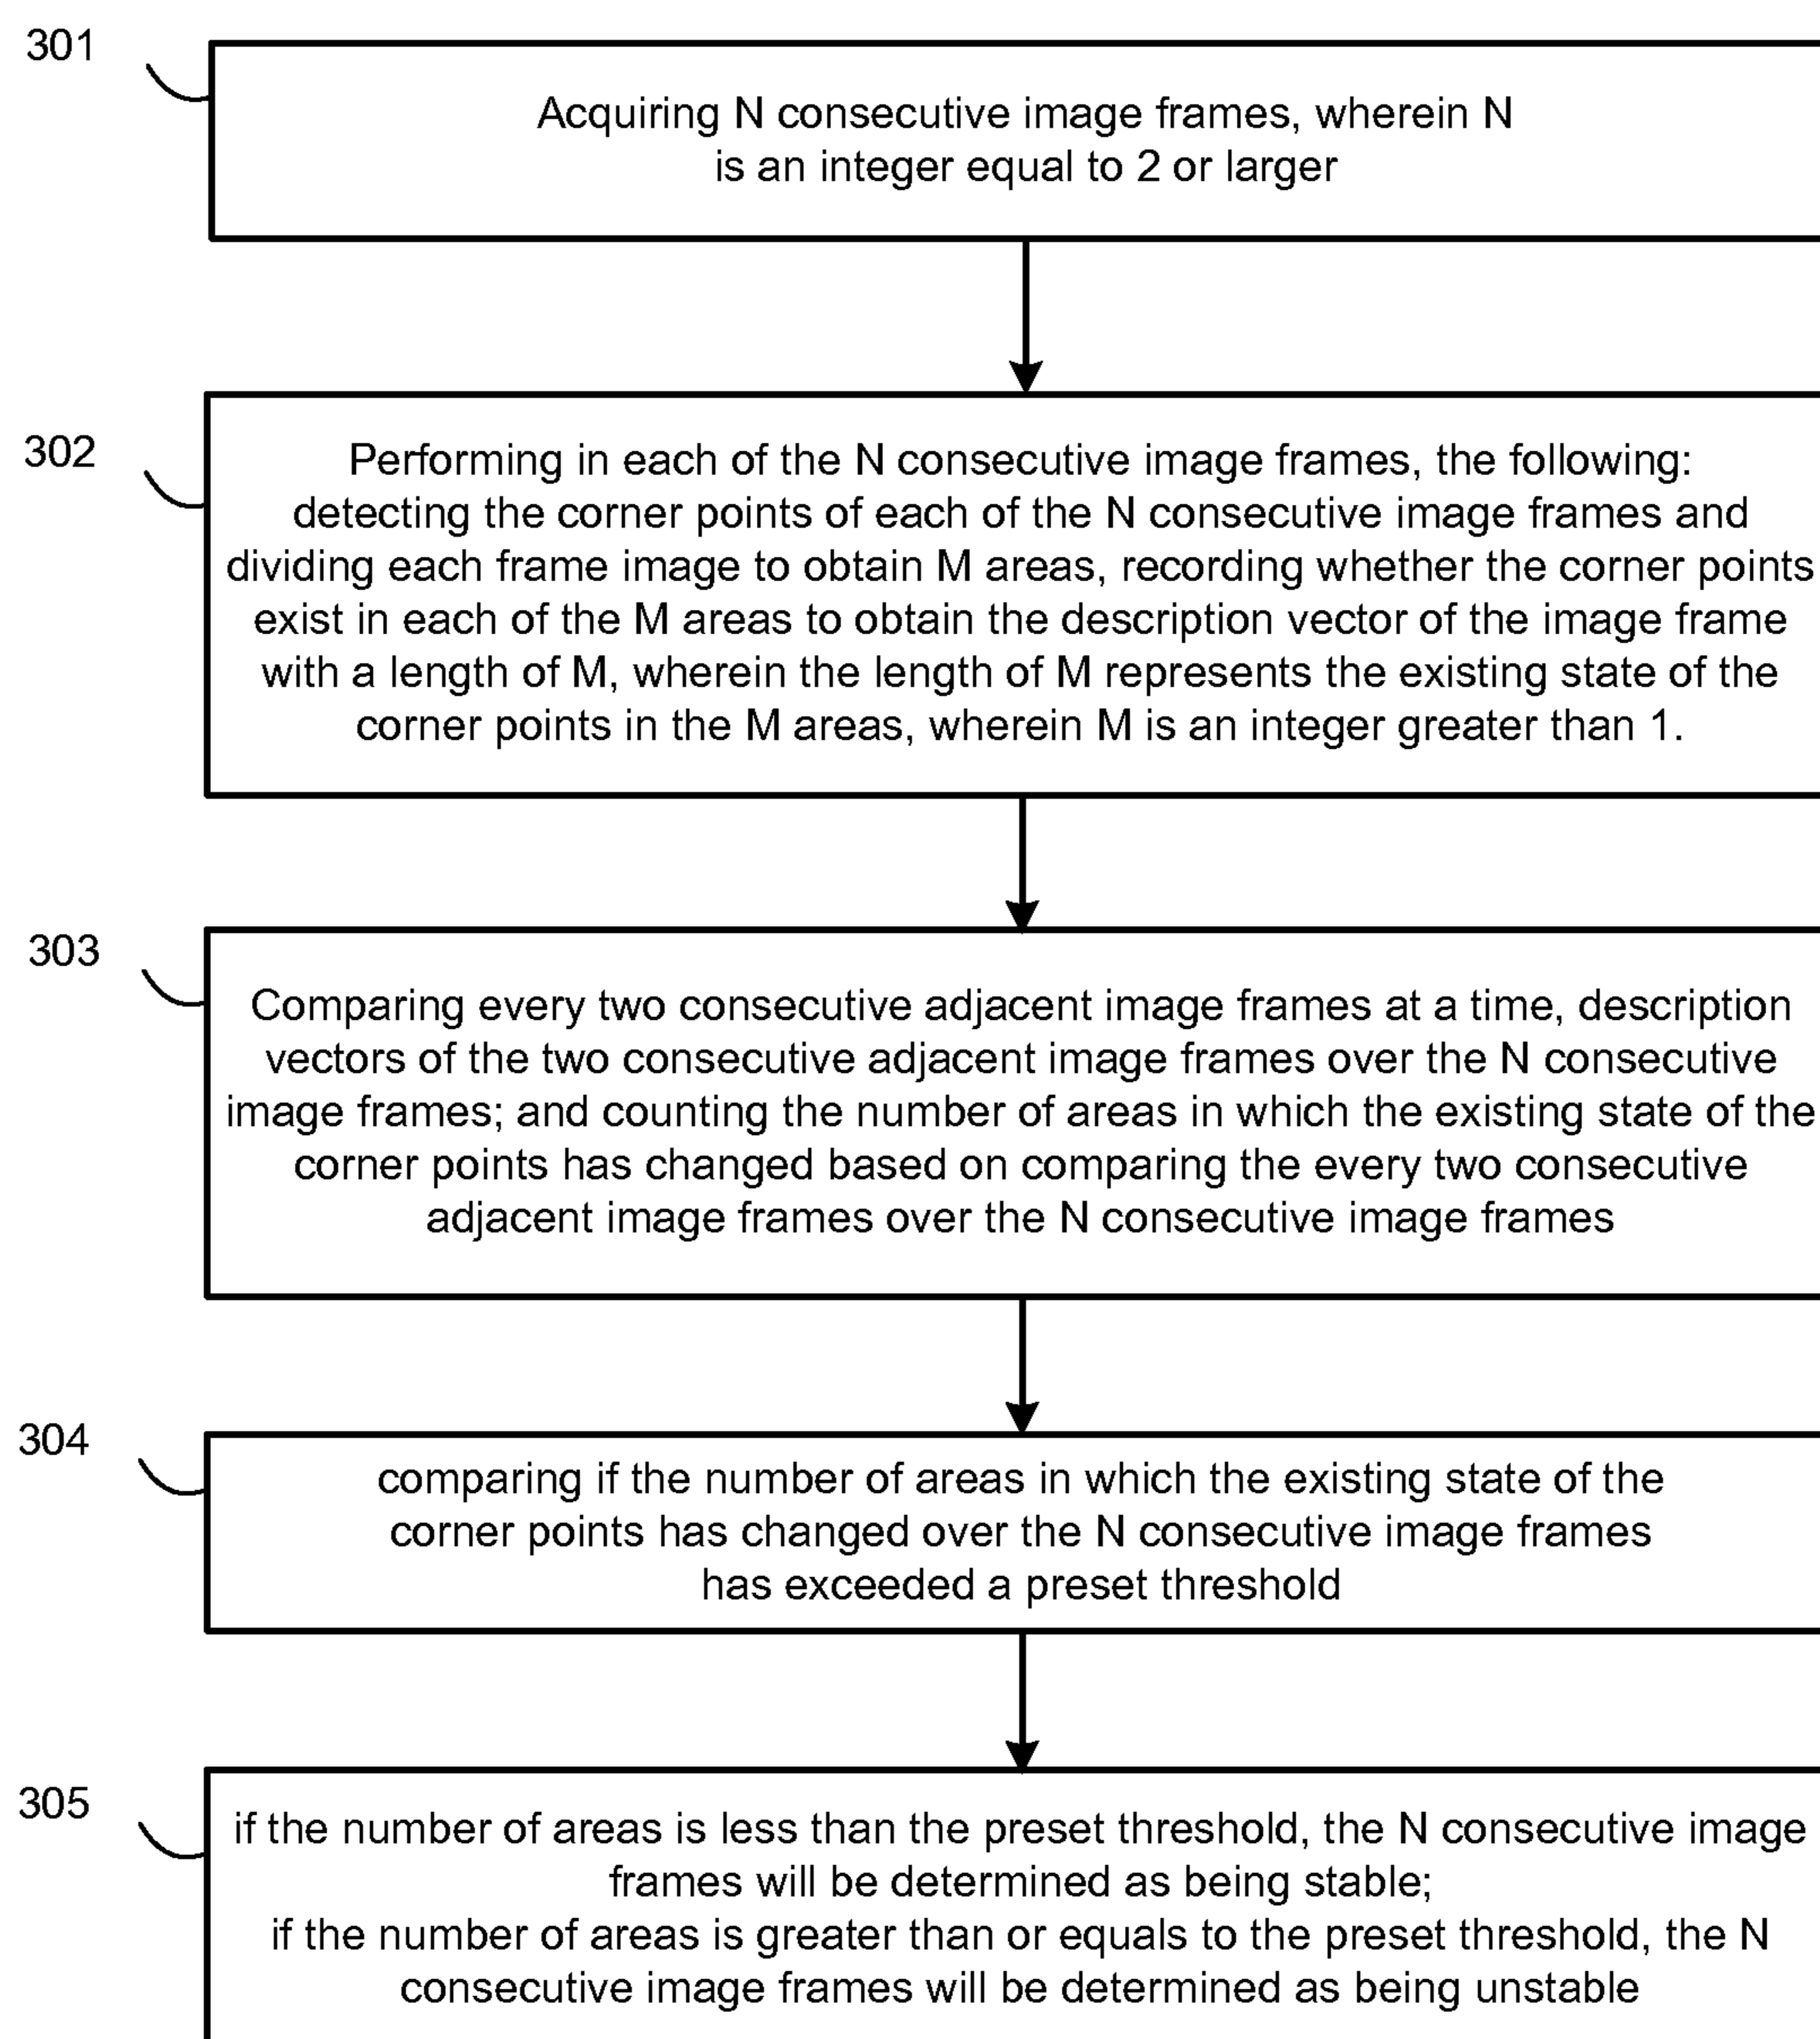 301
Acquiring N consecutive image frames, wherein N
is an integer equal to 2 or larger
302
Performing in each of the N consecutive image frames, the following:
detecting the corner points of each of the N consecutive image frames and
dividing each frame image to obtain M areas, recording whether the corner points
exist in each of the M areas to obtain the description vector of the image frame
with a length of M, wherein the length of M represents the existing state of the
corner points in the M areas, wherein M is an integer greater than 1.
303
Comparing every two consecutive adjacent image frames at a time, description
vectors of the two consecutive adjacent image frames over the N consecutive
image frames; and counting the number of areas in which the existing state of the
corner points has changed based on comparing the every two consecutive
adjacent image frames over the N consecutive image frames
304
comparing if the number of areas in which the existing state of the
corner points has changed over the N consecutive image frames
has exceeded a preset threshold
305
if the number of areas is less than the preset threshold, the N consecutive image
frames will be determined as being stable;
if the number of areas is greater than or equals to the preset threshold, the N
consecutive image frames will be determined as being unstable